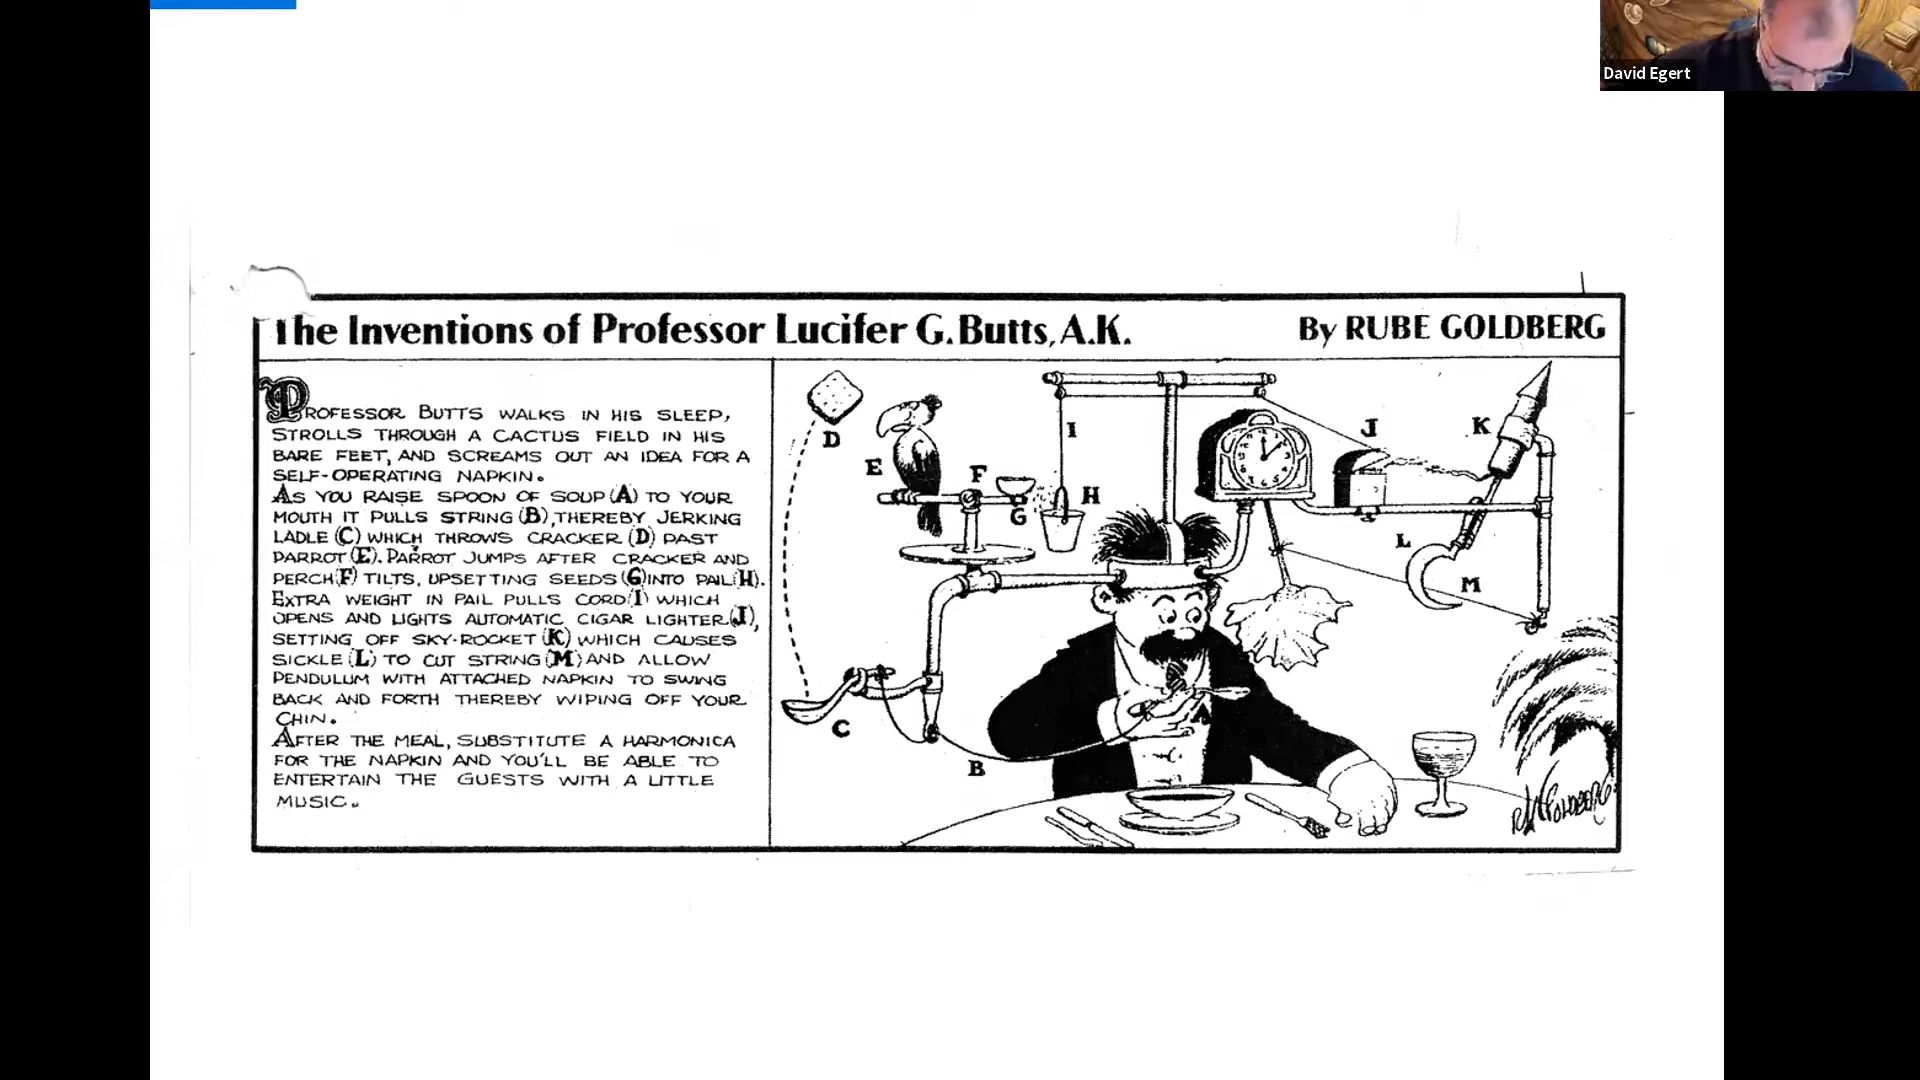 David Egert
The Inventions of Professor Lucifer G. Butts, A.K.
By RUBE GOLDBERG
PROFESSOR BUTTS WALKS IN HIS SLEEP,
STROLLS THROUGH A CACTUS FIELD IN HIS
BARE FEET, AND SCREAMS OUT AN IDEA FOR A
SELF-OPERATING NAPKIN.
AS YOU RAISE SPOON OF SOUP (A) TO YOUR
MOUTH IT PULLS STRING (B), THEREBY JERKING
LADLE (C) WHICH THROWS CRACKER (D) PAST
PARROT (E). PARROT JUMPS AFTER CRACKER AND
PERCH (F) TILTS, UPSETTING SEEDS (G) INTO PAIL (H).
EXTRA WEIGHT IN PAIL PULLS CORD (I) WHICH
OPENS AND LIGHTS AUTOMATIC CIGAR LIGHTER (J),
SETTING OFF SKY-ROCKET (K) WHICH CAUSES
SICKLE (L) TO CUT STRING (M) AND ALLOW
PENDULUM WITH ATTACHED NAPKIN TO SWING
BACK AND FORTH THEREBY WIPING OFF YOUR
CHIN.
AFTER THE MEAL, SUBSTITUTE A HARMONICA
FOR THE NAPKIN AND YOU'LL BE ABLE TO
ENTERTAIN THE GUESTS WITH A LITTLE
MUSIC.
D
E
F
G
I
H
J
K
L
M
C
B
A
RUBE GOLDBERG